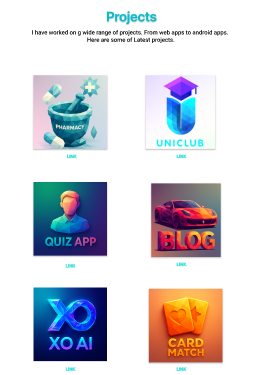 Projects
I have worked on g wide range of projects. From web apps to android apps.
Here are some of Latest projects.
PHARMACY
UNICLUB
LINK
LINK
QUIZ APP
BLOG
LINK
LINK
XO
XO AI
CARD
MATCH
LINK
LINK